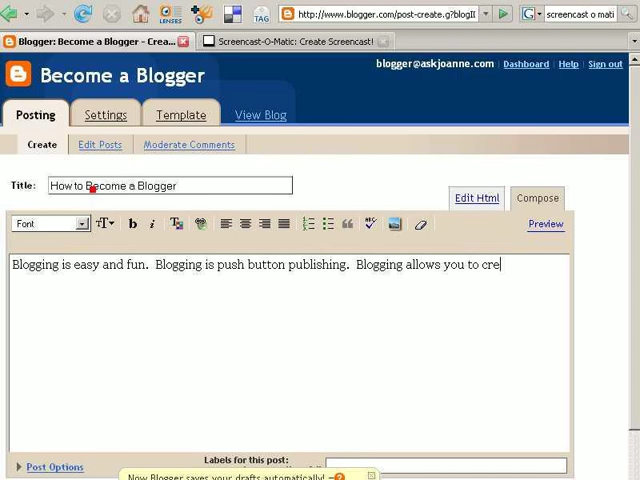 LENSES
TAG
http://www.blogger.com/post-create.g?blogI
screencast o mati
Blogger: Become a Blogger - Crea...
Screencast-O-Matic: Create Screencast!
Become a Blogger
blogger@askjoanne.com Dashboard Help Sign out
Posting Settings Template View Blog
Create Edit Posts Moderate Comments
Title: How to Become a Blogger
Edit Html Compose
Font
Preview
Blogging is easy and fun. Blogging is push button publishing. Blogging allows you to cre
Labels for this post:
Post Options
Now Blogger saves your drafts automatically!